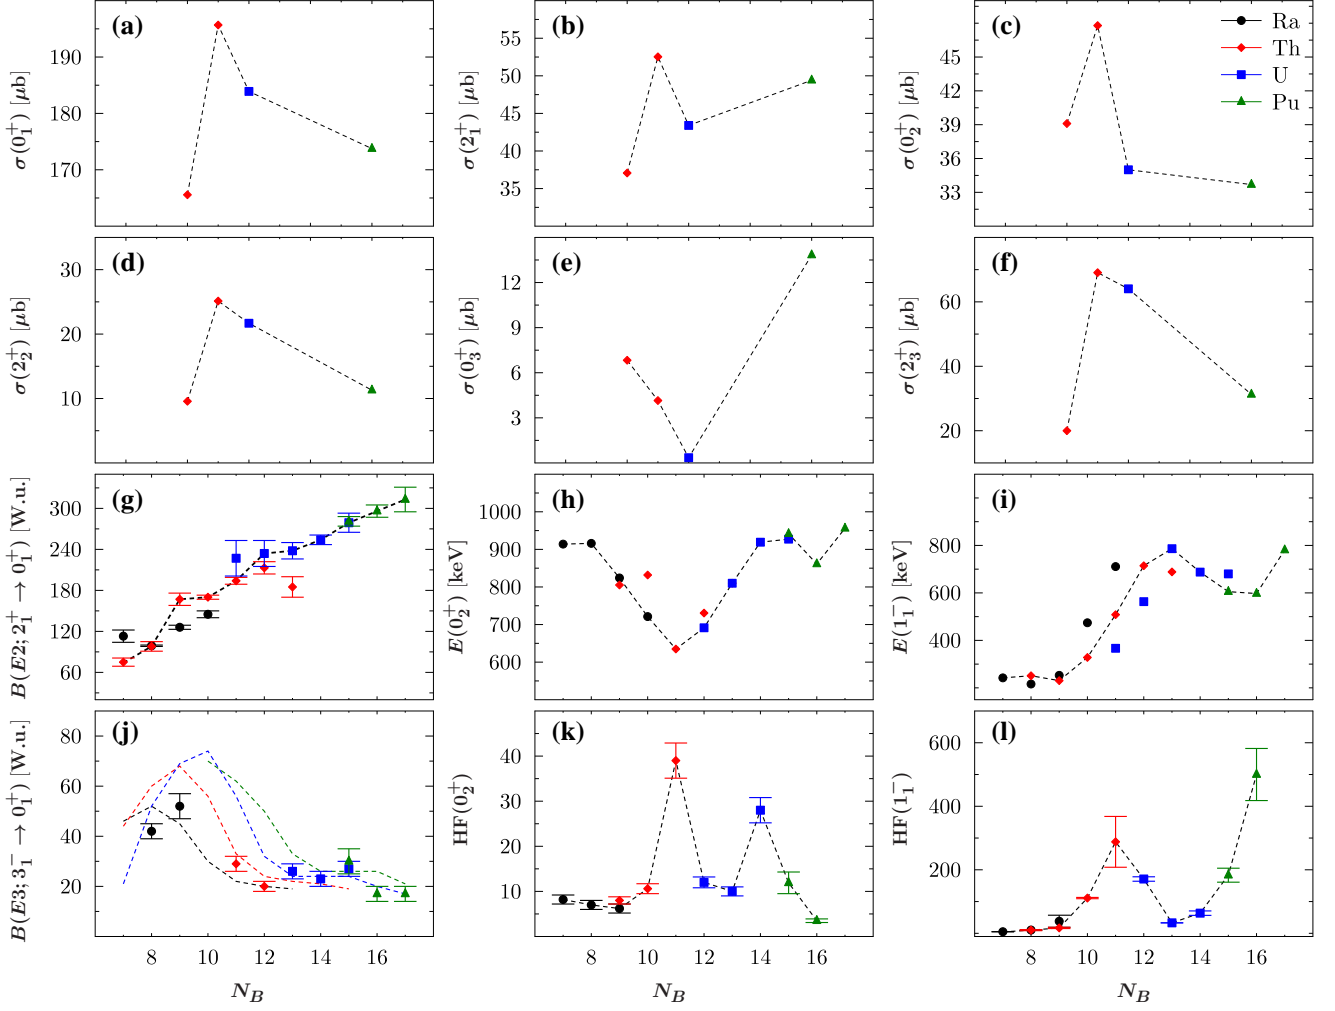 (a)
190
180
170
σ(0₁⁺) [μb]
(b)
55
50
45
40
35
σ(2₁⁺) [μb]
(c)
45
42
39
36
33
σ(0₂⁺) [μb]
Ra
Th
U
Pu
(d)
30
20
10
σ(2₂⁺) [μb]
(e)
12
9
6
3
σ(0₃⁺) [μb]
(f)
60
40
20
σ(2₃⁺) [μb]
(g)
300
240
180
120
60
B(E2; 2₁⁺ → 0₁⁺) [W.u.]
(h)
1000
900
800
700
600
E(0₂⁺) [keV]
(i)
800
600
400
E(1₁⁻) [keV]
(j)
80
60
40
20
B(E3; 3₁⁻ → 0₁⁺) [W.u.]
8 10 12 14 16
N_B
(k)
40
30
20
10
HF(0₂⁺)
8 10 12 14 16
N_B
(l)
600
400
200
0
HF(1₁⁻)
8 10 12 14 16
N_B